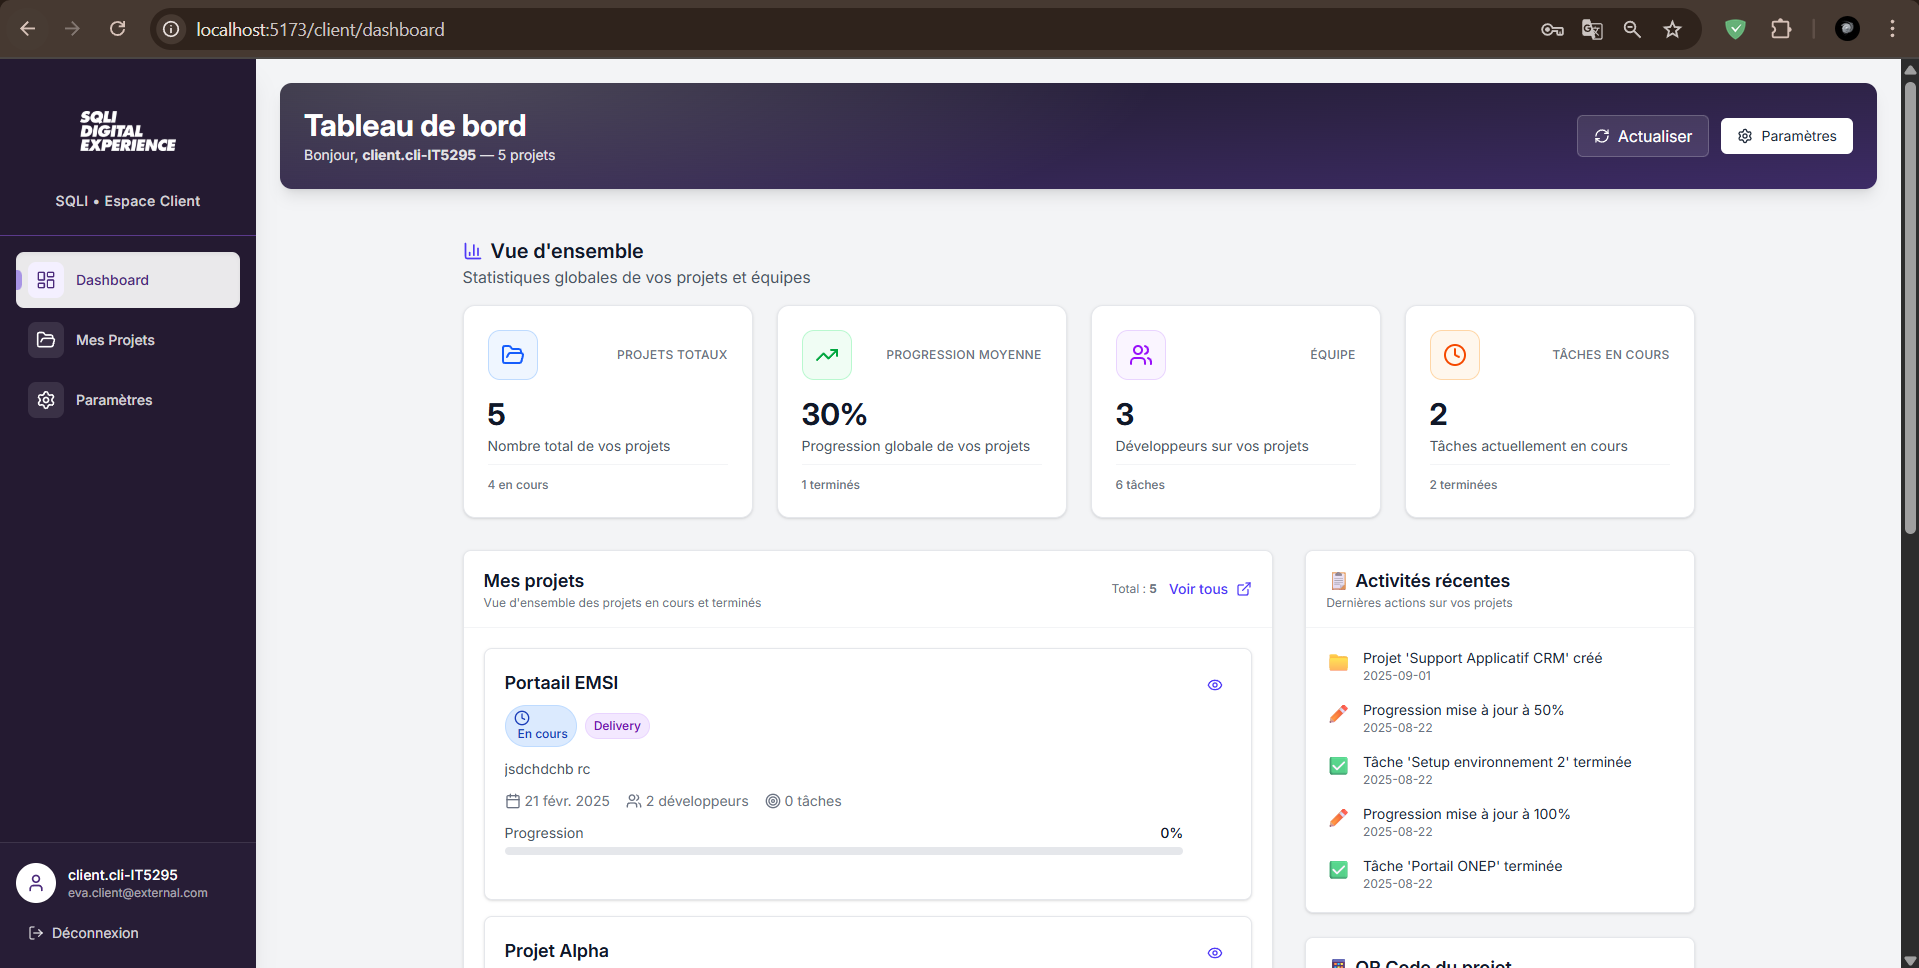 localhost:5173/client/dashboard
SQLI
DIGITAL
EXPERIENCE
SQLI • Espace Client
Dashboard
Mes Projets
Paramètres
client.cli-IT5295
eva.client@external.com
Déconnexion
Tableau de bord
Bonjour, client.cli-IT5295 — 5 projets
Actualiser
Paramètres
Vue d'ensemble
Statistiques globales de vos projets et équipes
PROJETS TOTAUX
5
Nombre total de vos projets
4 en cours
PROGRESSION MOYENNE
30%
Progression globale de vos projets
1 terminés
ÉQUIPE
3
Développeurs sur vos projets
6 tâches
TÂCHES EN COURS
2
Tâches actuellement en cours
2 terminées
Mes projets
Vue d'ensemble des projets en cours et terminés
Total : 5 Voir tous
Portaail EMSI
En cours
Delivery
jsdchdchb rc
21 févr. 2025 2 développeurs 0 tâches
Progression 0%
Projet Alpha
Activités récentes
Dernières actions sur vos projets
Projet 'Support Applicatif CRM' créé
2025-09-01
Progression mise à jour à 50%
2025-08-22
Tâche 'Setup environnement 2' terminée
2025-08-22
Progression mise à jour à 100%
2025-08-22
Tâche 'Portail ONEP' terminée
2025-08-22
QR Code du projet